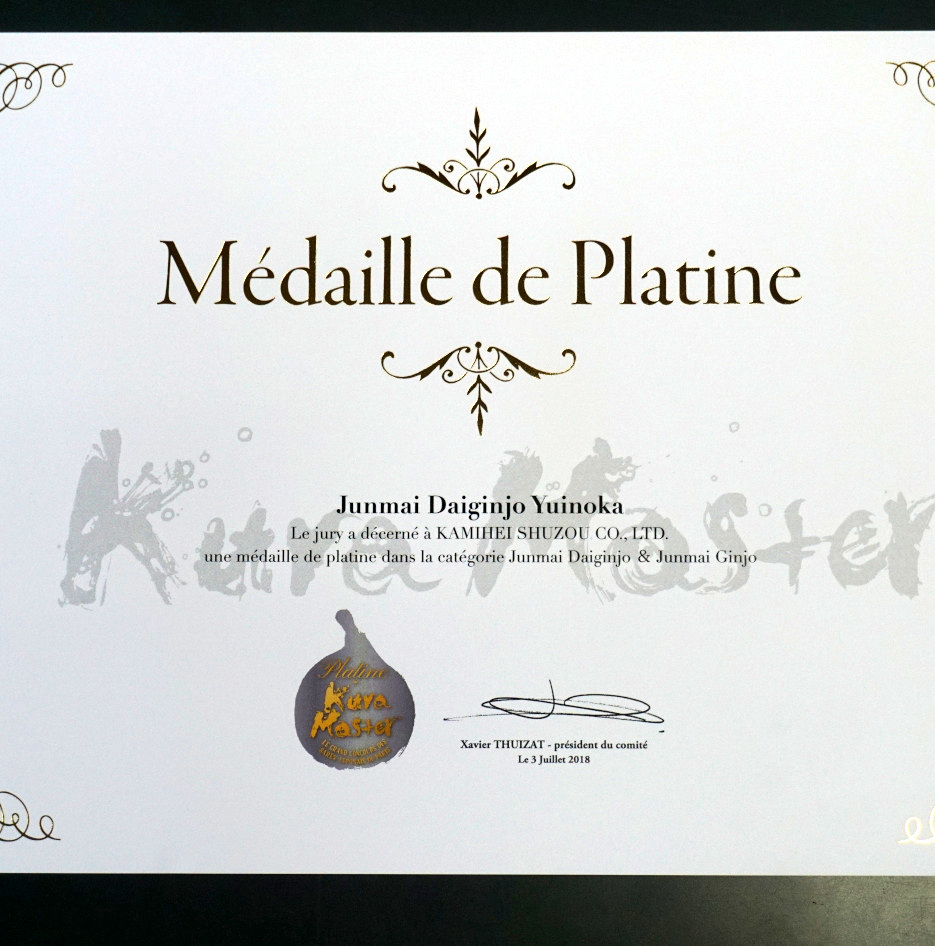 Médaille de Platine
Kura Master
Junmai Daiginjo Yuinoka
Le jury a décerné à KAMIHEI SHUZOU CO., LTD.
une médaille de platine dans la catégorie Junmai Daiginjo & Junmai Ginjo
Platine
Kura
Master
Xavier THUIZAT - président du comité
Le 3 Juillet 2018